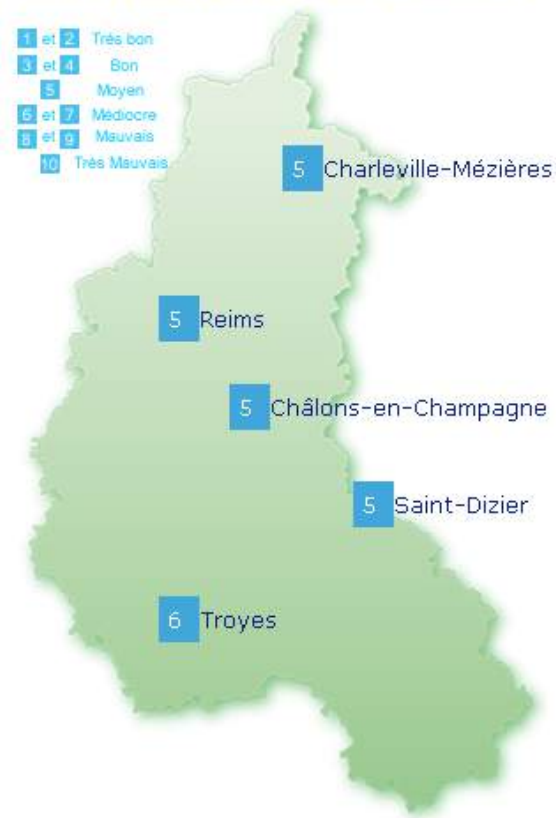 1 et 2 Très bon
3 et 4 Bon
5 Moyen
6 et 7 Médiocre
8 et 9 Mauvais
10 Très Mauvais
5 Charleville-Mézières
5 Reims
5 Châlons-en-Champagne
5 Saint-Dizier
6 Troyes